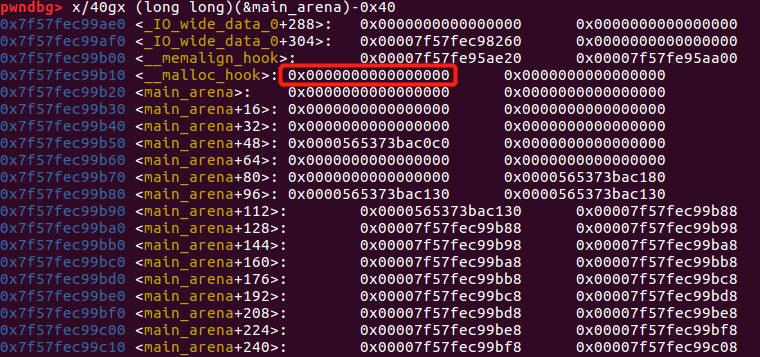 pwndbg> x/40gx (long long)(&main_arena)-0x40
0x7f57fec99ae0 <_IO_wide_data_0+288>: 0x0000000000000000 0x0000000000000000
0x7f57fec99af0 <_IO_wide_data_0+304>: 0x00007f57fec98260 0x0000000000000000
0x7f57fec99b00 <__memalign_hook>: 0x00007f57fe95ae20 0x00007f57fe95aa00
0x7f57fec99b10 <__malloc_hook>: 0x0000000000000000 0x0000000000000000
0x7f57fec99b20 <main_arena>: 0x0000000000000000 0x0000000000000000
0x7f57fec99b30 <main_arena+16>: 0x0000000000000000 0x0000000000000000
0x7f57fec99b40 <main_arena+32>: 0x0000000000000000 0x0000000000000000
0x7f57fec99b50 <main_arena+48>: 0x0000565373bac0c0 0x0000000000000000
0x7f57fec99b60 <main_arena+64>: 0x0000000000000000 0x0000000000000000
0x7f57fec99b70 <main_arena+80>: 0x0000000000000000 0x0000565373bac180
0x7f57fec99b80 <main_arena+96>: 0x0000565373bac130 0x0000565373bac130
0x7f57fec99b90 <main_arena+112>: 0x0000565373bac130 0x00007f57fec99b88
0x7f57fec99ba0 <main_arena+128>: 0x00007f57fec99b88 0x00007f57fec99b98
0x7f57fec99bb0 <main_arena+144>: 0x00007f57fec99b98 0x00007f57fec99ba8
0x7f57fec99bc0 <main_arena+160>: 0x00007f57fec99ba8 0x00007f57fec99bb8
0x7f57fec99bd0 <main_arena+176>: 0x00007f57fec99bb8 0x00007f57fec99bc8
0x7f57fec99be0 <main_arena+192>: 0x00007f57fec99bc8 0x00007f57fec99bd8
0x7f57fec99bf0 <main_arena+208>: 0x00007f57fec99bd8 0x00007f57fec99be8
0x7f57fec99c00 <main_arena+224>: 0x00007f57fec99be8 0x00007f57fec99bf8
0x7f57fec99c10 <main_arena+240>: 0x00007f57fec99bf8 0x00007f57fec99c08